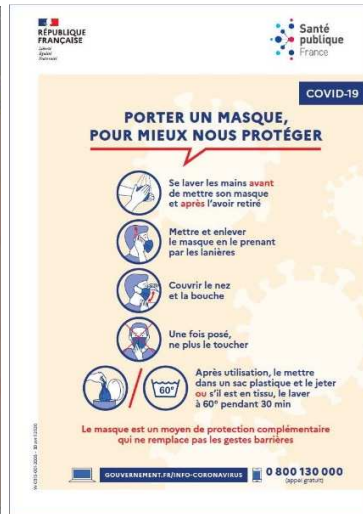 RÉPUBLIQUE
FRANÇAISE
Liberté
Égalité
Fraternité
Santé
publique
France
COVID-19
PORTER UN MASQUE,
POUR MIEUX NOUS PROTÉGER
Se laver les mains avant
de mettre son masque
et après l'avoir retiré
Mettre et enlever
le masque en le prenant
par les lanières
Couvrir le nez
et la bouche
Une fois posé,
ne plus le toucher
60°
Après utilisation, le mettre
dans un sac plastique et le jeter
ou s'il est en tissu, le laver
à 60° pendant 30 min
Le masque est un moyen de protection complémentaire
qui ne remplace pas les gestes barrières
GOUVERNEMENT.FR/INFO-CORONAVIRUS
0 800 130 000
(appel gratuit)